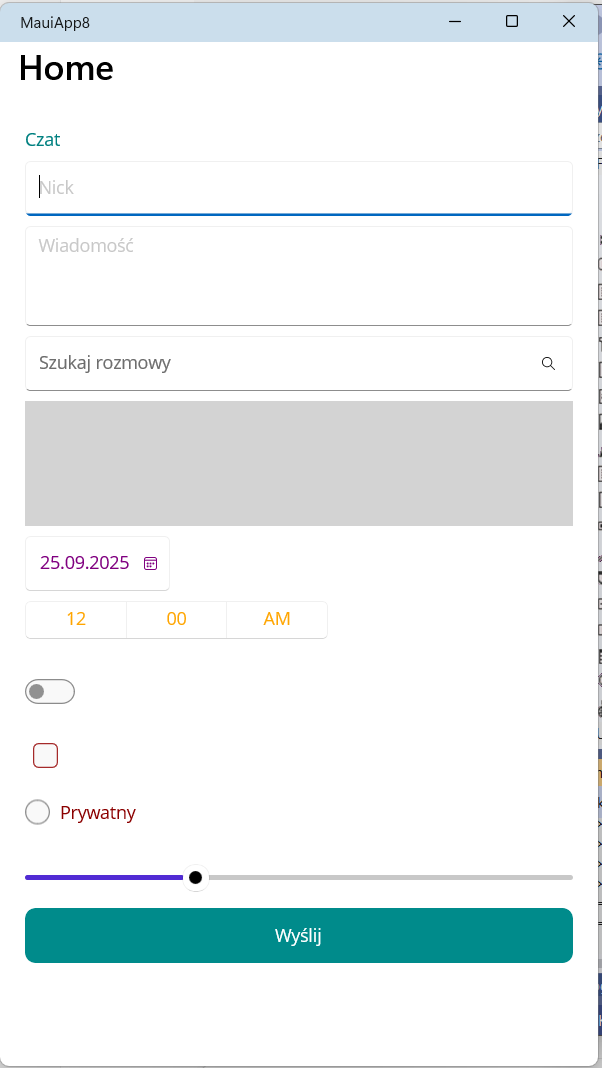 MauiApp8
Home
Czat
Nick
Wiadomość
Szukaj rozmowy
25.09.2025
12 00 AM
Prywatny
Wyślij